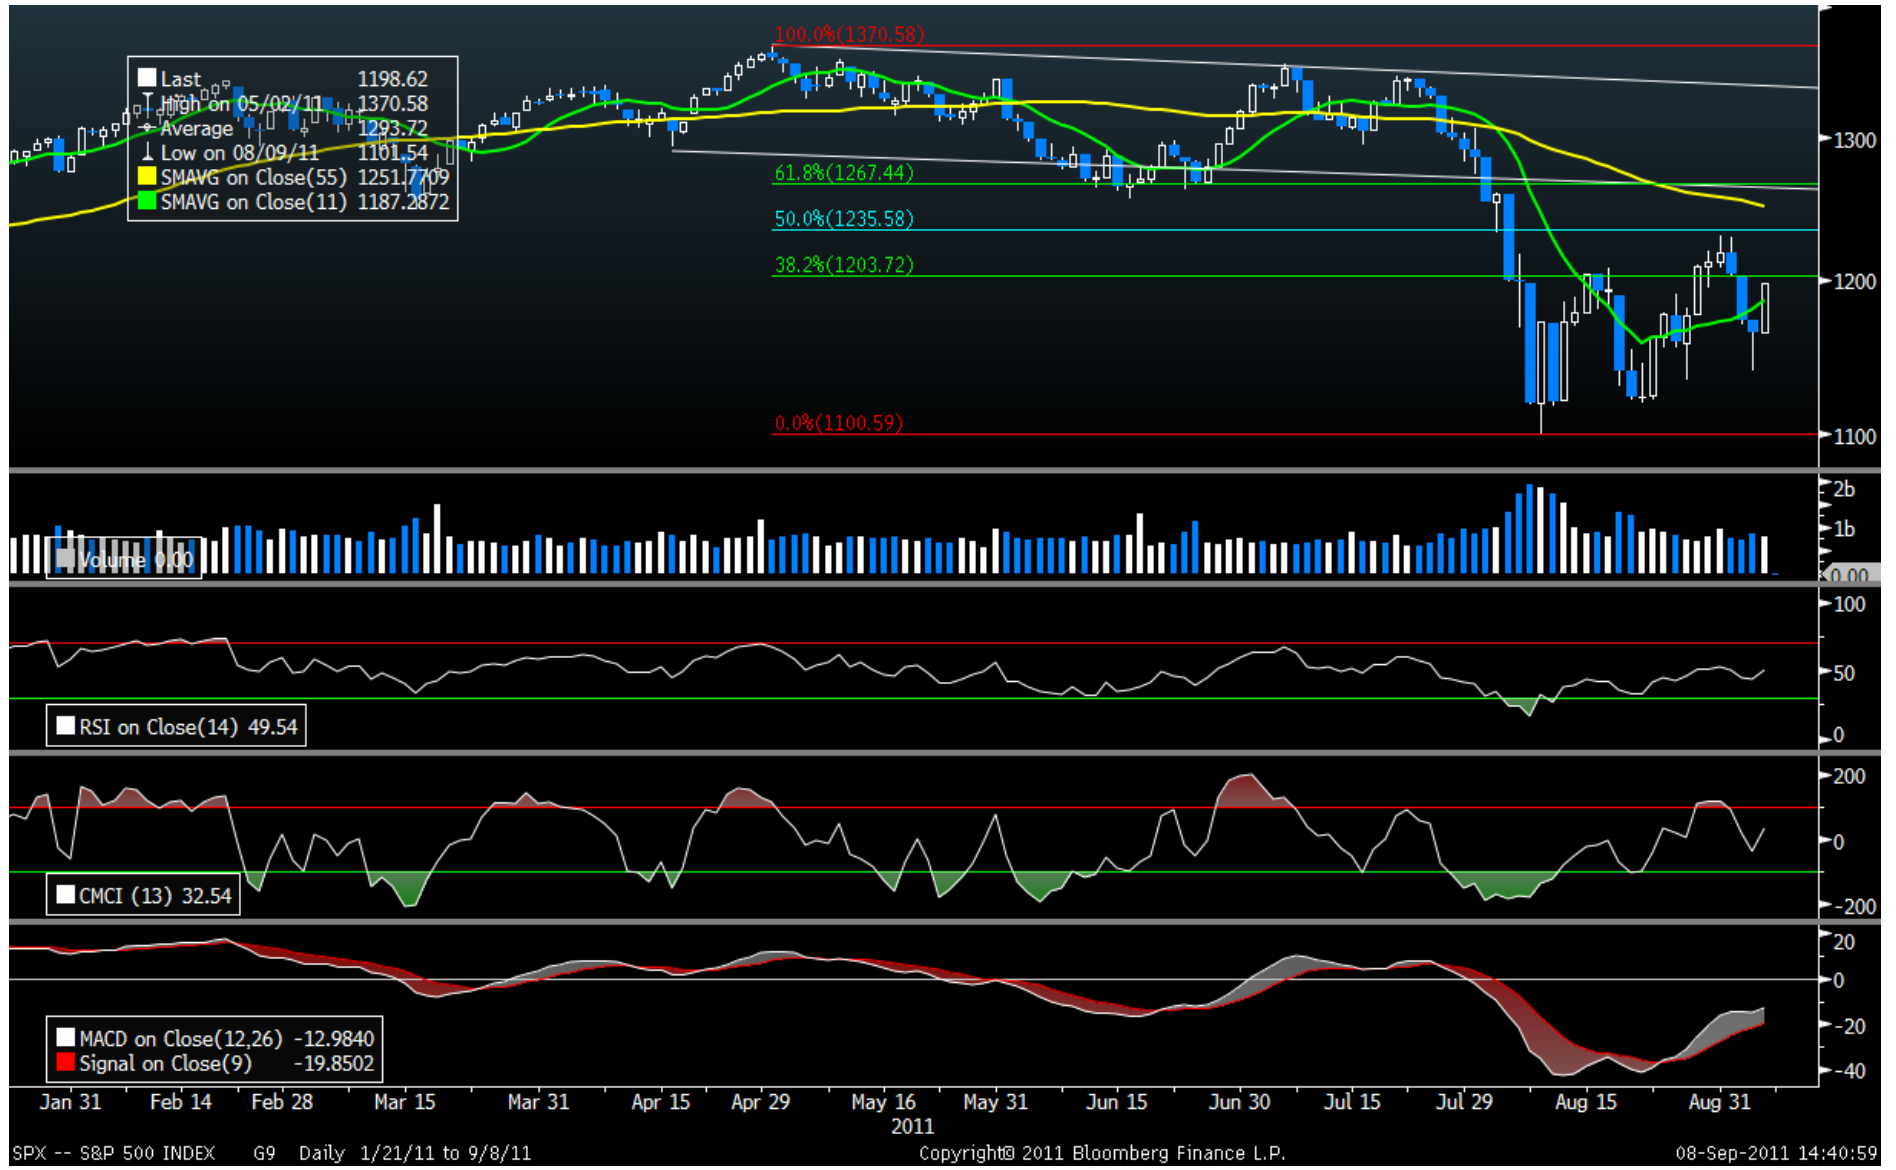 100.0%(1370.58)
Last 1198.62
High on 05/02/11 1370.58
Average 1293.72
Low on 08/09/11 1101.54
SMAVG on Close(55) 1251.7709
SMAVG on Close(11) 1187.2872
61.8%(1267.44)
50.0%(1235.58)
38.2%(1203.72)
0.0%(1100.59)
1300
1200
1100
2b
1b
0.00
Volume 0.00
100
50
0
RSI on Close(14) 49.54
200
0
-200
CMCI (13) 32.54
20
0
-20
-40
MACD on Close(12,26) -12.9840
Signal on Close(9) -19.8502
Jan 31 Feb 14 Feb 28 Mar 15 Mar 31 Apr 15 Apr 29 May 16 May 31 Jun 15 Jun 30 Jul 15 Jul 29 Aug 15 Aug 31
2011
SPX -- S&P 500 INDEX G9 Daily 1/21/11 to 9/8/11 Copyright© 2011 Bloomberg Finance L.P. 08-Sep-2011 14:40:59